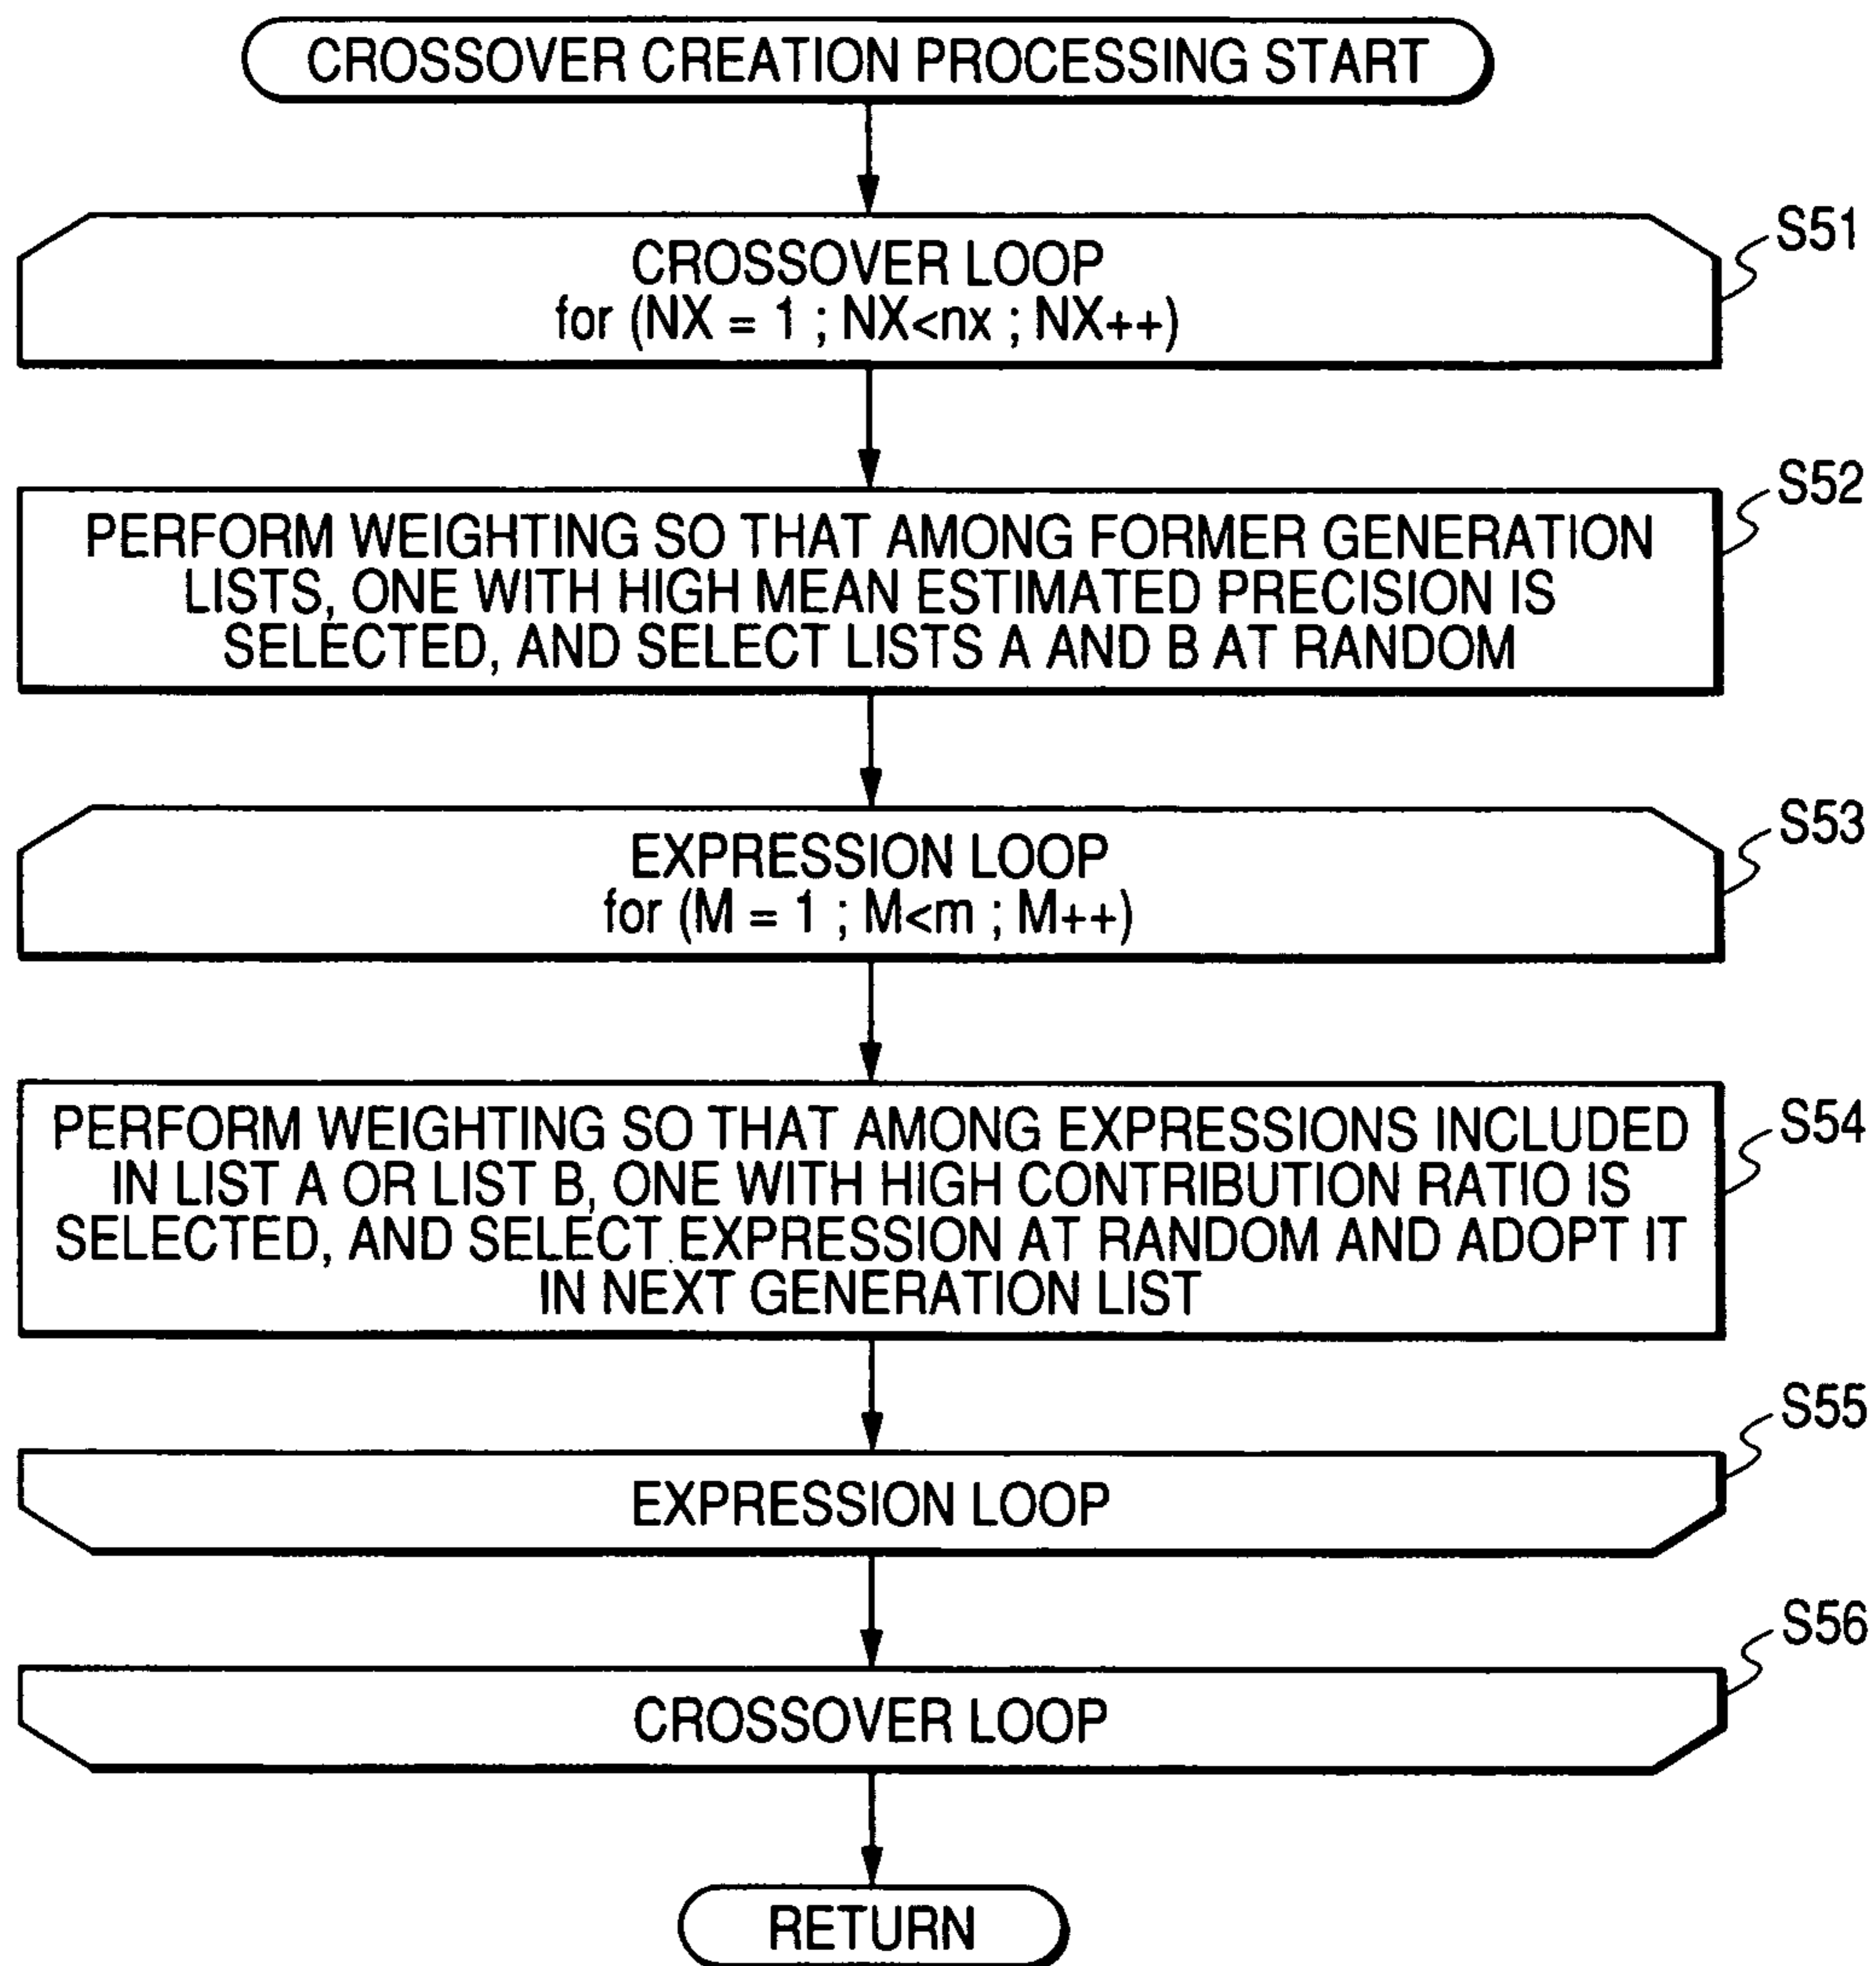 CROSSOVER CREATION PROCESSING START
CROSSOVER LOOP
for (NX = 1 ; NX<nx ; NX++)
S51
PERFORM WEIGHTING SO THAT AMONG FORMER GENERATION
LISTS, ONE WITH HIGH MEAN ESTIMATED PRECISION IS
SELECTED, AND SELECT LISTS A AND B AT RANDOM
S52
EXPRESSION LOOP
for (M = 1 ; M<m ; M++)
S53
PERFORM WEIGHTING SO THAT AMONG EXPRESSIONS INCLUDED
IN LIST A OR LIST B, ONE WITH HIGH CONTRIBUTION RATIO IS
SELECTED, AND SELECT EXPRESSION AT RANDOM AND ADOPT IT
IN NEXT GENERATION LIST
S54
EXPRESSION LOOP
S55
CROSSOVER LOOP
S56
RETURN